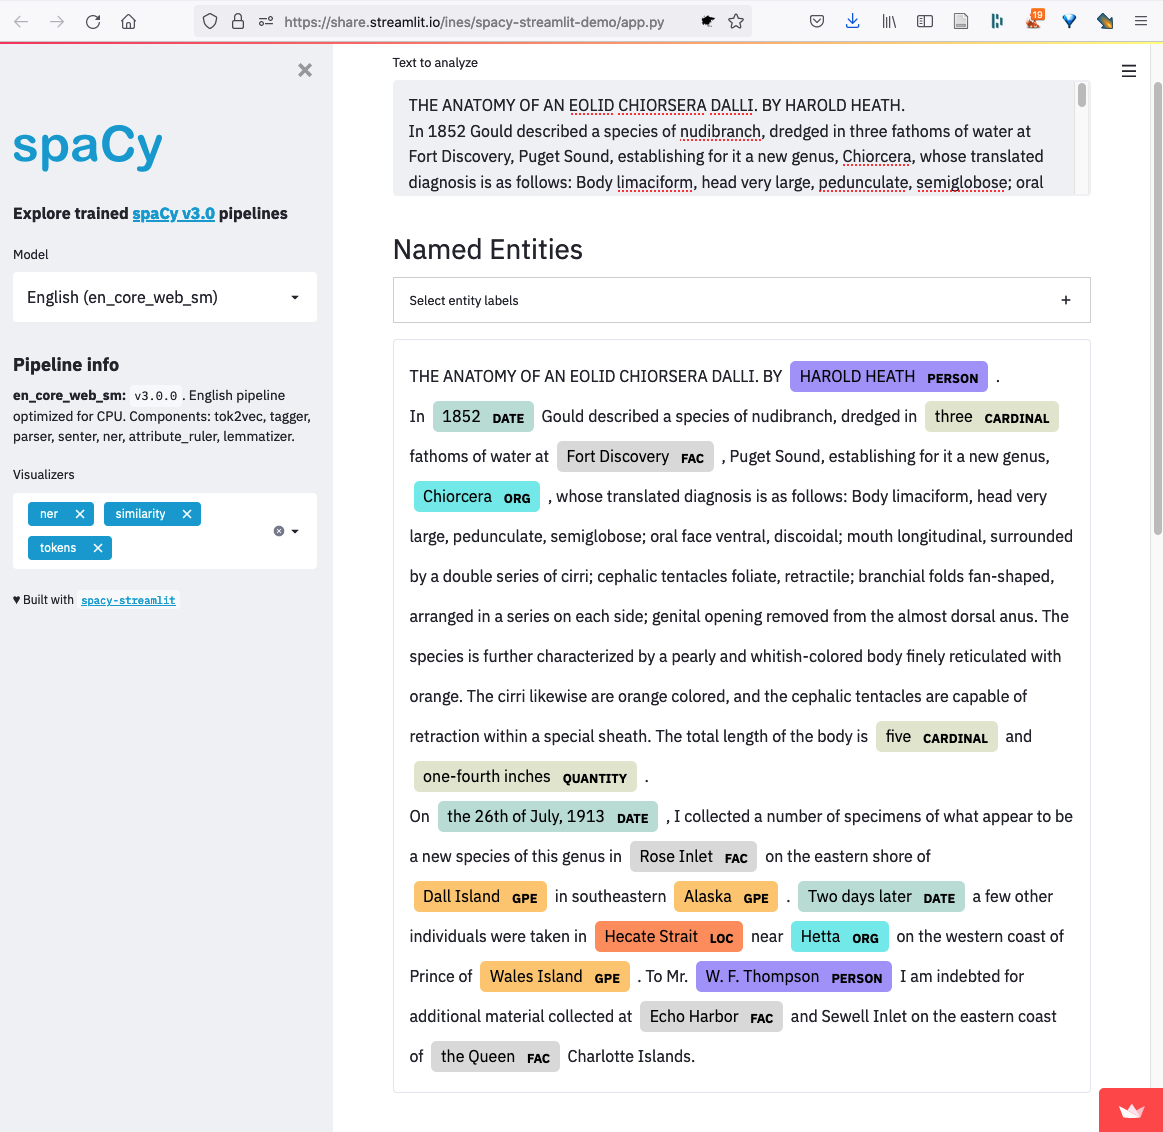 https://share.streamlit.io/ines/spacy-streamlit-demo/app.py
19
spaCy
Explore trained spaCy v3.0 pipelines
Model
English (en_core_web_sm)
Pipeline info
en_core_web_sm: v3.0.0 . English pipeline
optimized for CPU. Components: tok2vec, tagger,
parser, senter, ner, attribute_ruler, lemmatizer.
Visualizers
ner similarity
tokens
♥ Built with spacy-streamlit
Text to analyze
THE ANATOMY OF AN EOLID CHIORSERA DALLI. BY HAROLD HEATH.
In 1852 Gould described a species of nudibranch, dredged in three fathoms of water at
Fort Discovery, Puget Sound, establishing for it a new genus, Chiorcera, whose translated
diagnosis is as follows: Body limaciform, head very large, pedunculate, semiglobose; oral
Named Entities
Select entity labels +
THE ANATOMY OF AN EOLID CHIORSERA DALLI. BY HAROLD HEATH PERSON .
In 1852 DATE Gould described a species of nudibranch, dredged in three CARDINAL
fathoms of water at Fort Discovery FAC , Puget Sound, establishing for it a new genus,
Chiorcera ORG , whose translated diagnosis is as follows: Body limaciform, head very
large, pedunculate, semiglobose; oral face ventral, discoidal; mouth longitudinal, surrounded
by a double series of cirri; cephalic tentacles foliate, retractile; branchial folds fan-shaped,
arranged in a series on each side; genital opening removed from the almost dorsal anus. The
species is further characterized by a pearly and whitish-colored body finely reticulated with
orange. The cirri likewise are orange colored, and the cephalic tentacles are capable of
retraction within a special sheath. The total length of the body is five CARDINAL and
one-fourth inches QUANTITY .
On the 26th of July, 1913 DATE , I collected a number of specimens of what appear to be
a new species of this genus in Rose Inlet FAC on the eastern shore of
Dall Island GPE in southeastern Alaska GPE . Two days later DATE a few other
individuals were taken in Hecate Strait LOC near Hetta ORG on the western coast of
Prince of Wales Island GPE . To Mr. W. F. Thompson PERSON I am indebted for
additional material collected at Echo Harbor FAC and Sewell Inlet on the eastern coast
of the Queen FAC Charlotte Islands.